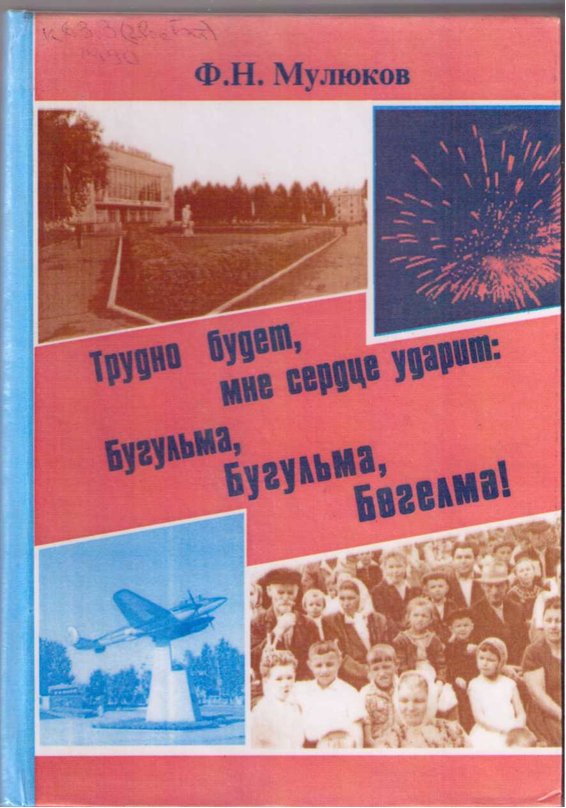 Ф.Н. Мулюков
Трудно будет,
мне сердце ударит:
Бугульма,
Бугульма,
Бөгелмә!